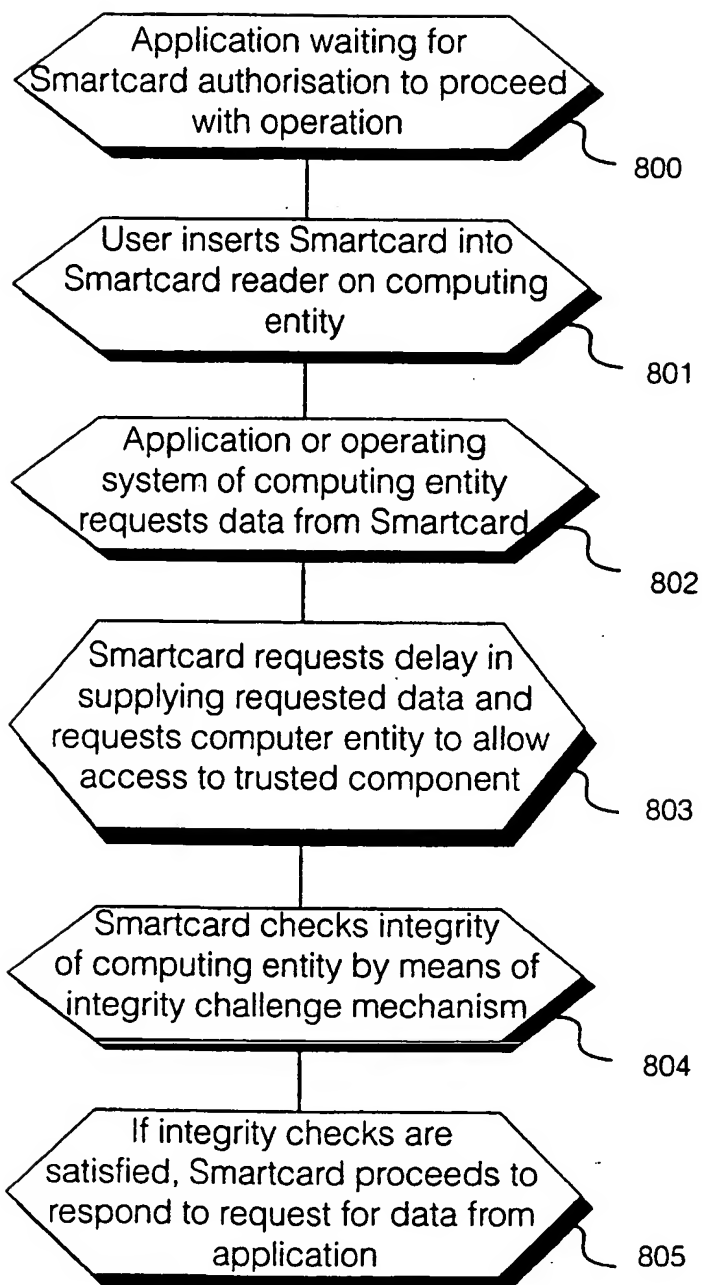 Application waiting for
Smartcard authorisation to proceed
with operation
800
User inserts Smartcard into
Smartcard reader on computing
entity
801
Application or operating
system of computing entity
requests data from Smartcard
802
Smartcard requests delay in
supplying requested data and
requests computer entity to allow
access to trusted component
803
Smartcard checks integrity
of computing entity by means of
integrity challenge mechanism
804
If integrity checks are
satisfied, Smartcard proceeds to
respond to request for data from
application
805